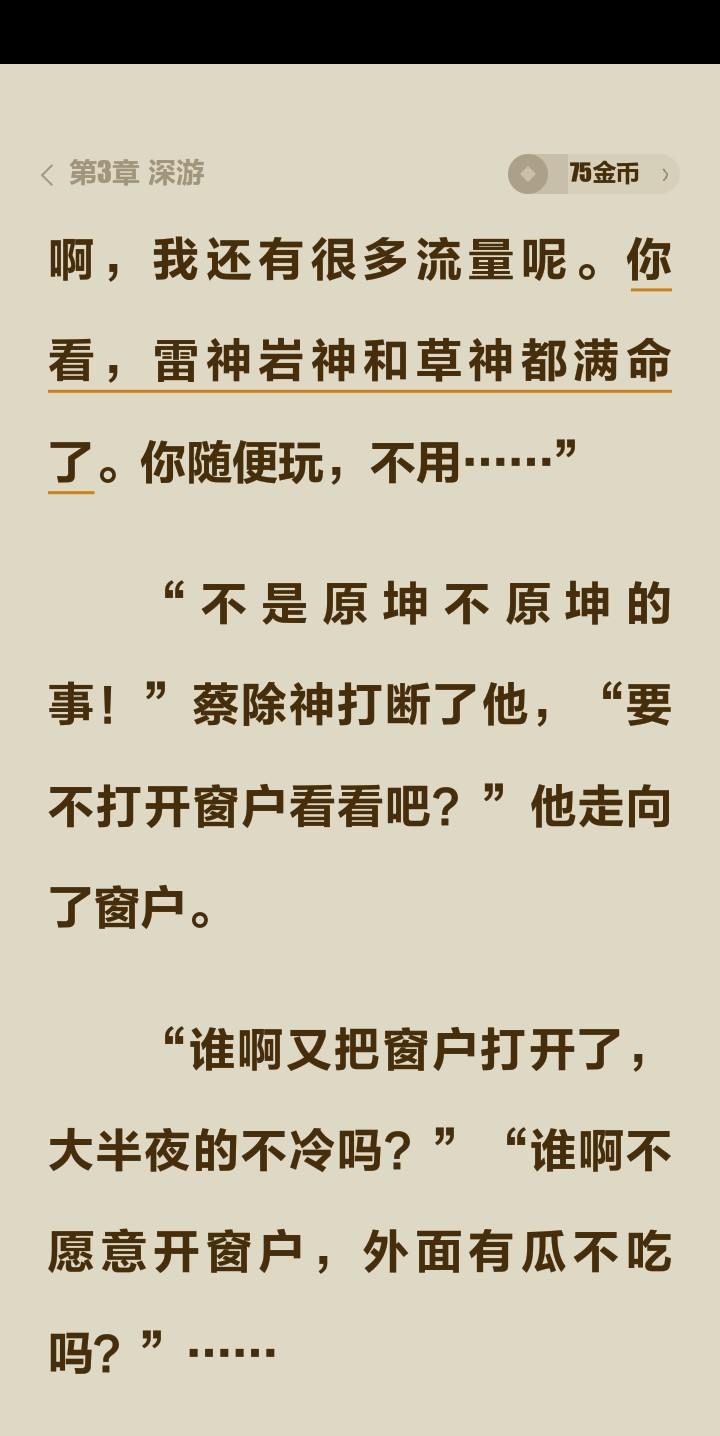 第3章 深游
75金币
啊，我还有很多流量呢。你
看，雷神岩神和草神都满命
了。你随便玩，不用……”
“不是原坤不原坤的
事！”蔡除神打断了他，“要
不打开窗户看看吧？”他走向
了窗户。
“谁啊又把窗户打开了，
大半夜的不冷吗？”“谁啊不
愿意开窗户，外面有瓜不吃
吗？”……